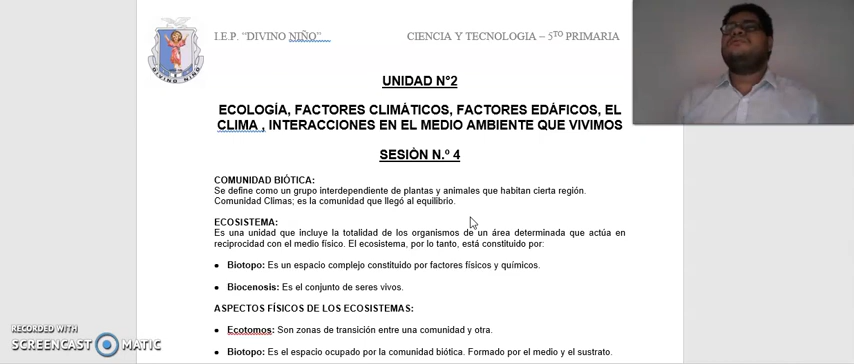 I.E.P. "DIVINO NIÑO"
CIENCIA Y TECNOLOGIA – 5TO PRIMARIA
DIVINO NIÑO
UNIDAD N°2
ECOLOGÍA, FACTORES CLIMÁTICOS, FACTORES EDÁFICOS, EL
CLIMA , INTERACCIONES EN EL MEDIO AMBIENTE QUE VIVIMOS
SESIÒN N.º 4
COMUNIDAD BIÒTICA:
Se define como un grupo interdependiente de plantas y animales que habitan cierta región.
Comunidad Climas; es la comunidad que llegó al equilibrio.
ECOSISTEMA:
Es una unidad que incluye la totalidad de los organismos de un área determinada que actúa en
reciprocidad con el medio físico. El ecosistema, por lo tanto, está constituido por:
• Biotopo: Es un espacio complejo constituido por factores físicos y químicos.
• Biocenosis: Es el conjunto de seres vivos.
ASPECTOS FÍSICOS DE LOS ECOSISTEMAS:
• Ecotomos: Son zonas de transición entre una comunidad y otra.
• Biotopo: Es el espacio ocupado por la comunidad biótica. Formado por el medio y el sustrato.
RECORDED WITH
SCREENCAST MATIC